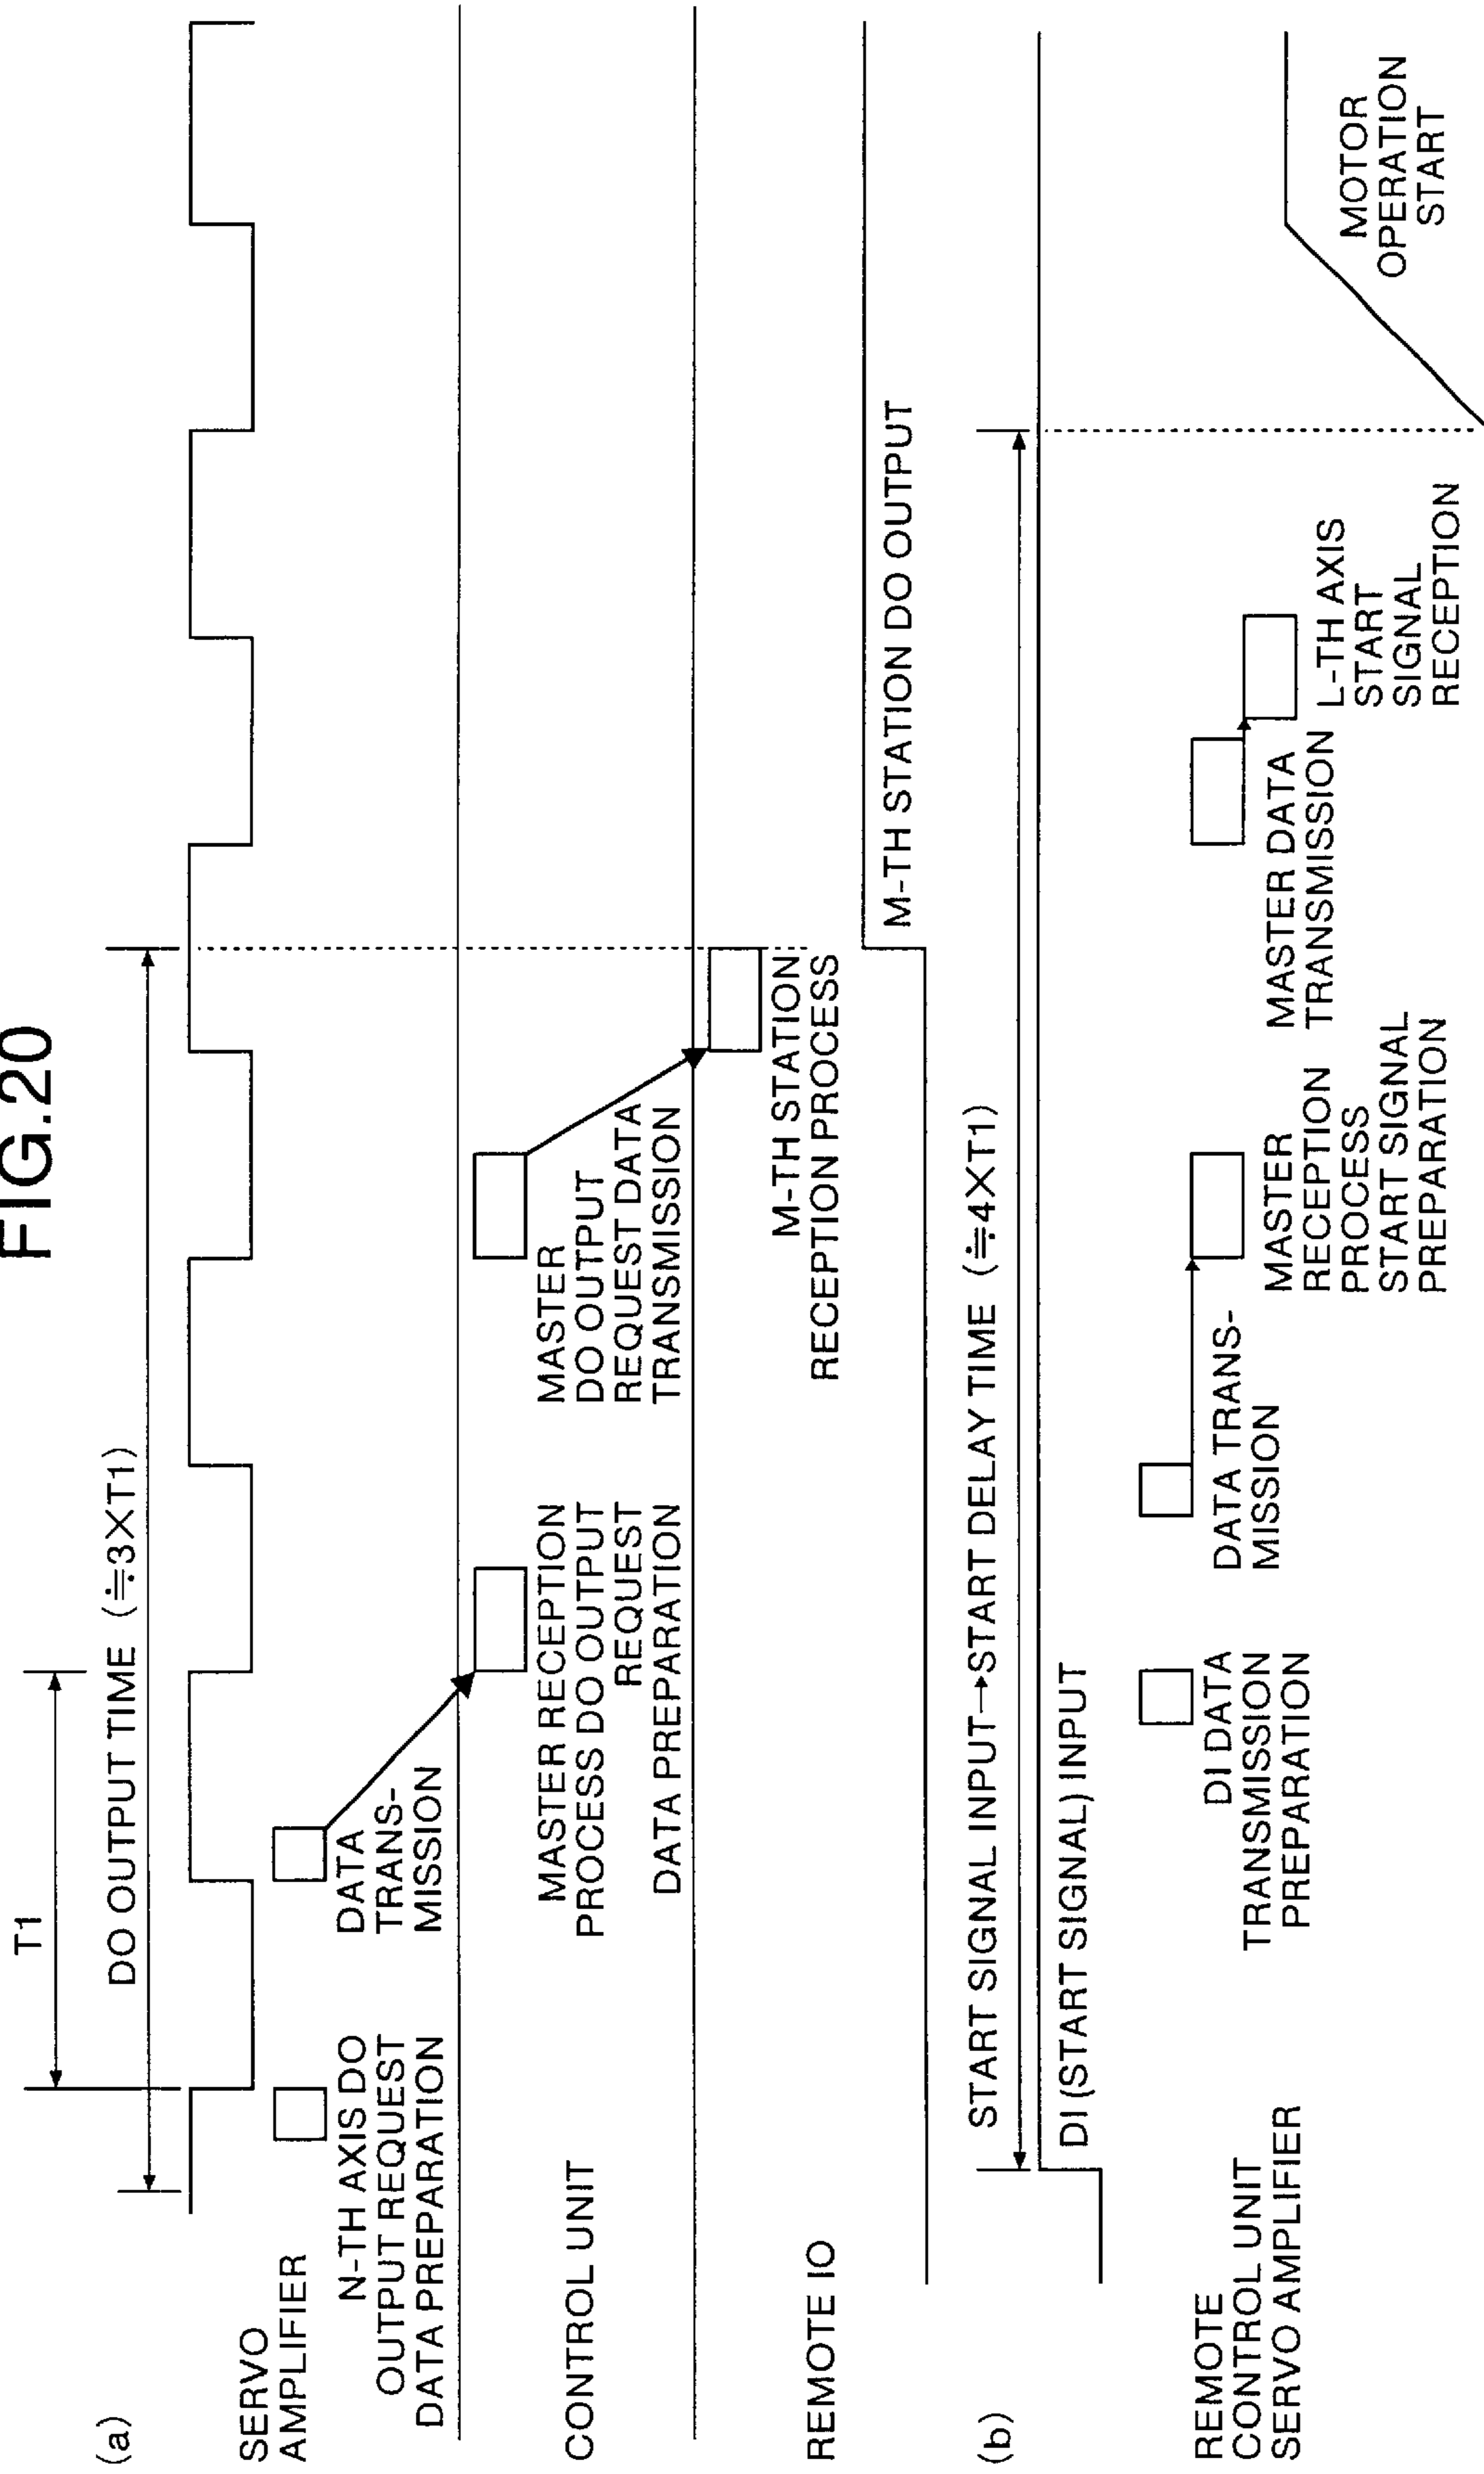 FIG.20
(a)
T1
DO OUTPUT TIME (≒3×T1)
SERVO
AMPLIFIER
N-TH AXIS DO
OUTPUT REQUEST
DATA PREPARATION
DATA
TRANS-
MISSION
CONTROL UNIT
MASTER RECEPTION
PROCESS DO OUTPUT
REQUEST
DATA PREPARATION
MASTER
DO OUTPUT
REQUEST DATA
TRANSMISSION
REMOTE IO
M-TH STATION
RECEPTION PROCESS
M-TH STATION DO OUTPUT
(b)
START SIGNAL INPUT→START DELAY TIME (≒4×T1)
DI (START SIGNAL) INPUT
REMOTE
CONTROL UNIT
SERVO AMPLIFIER
DI DATA
TRANSMISSION
PREPARATION
DATA TRANS-
MISSION
MASTER
RECEPTION
PROCESS
START SIGNAL
PREPARATION
MASTER DATA
TRANSMISSION
L-TH AXIS
START
SIGNAL
RECEPTION
MOTOR
OPERATION
START